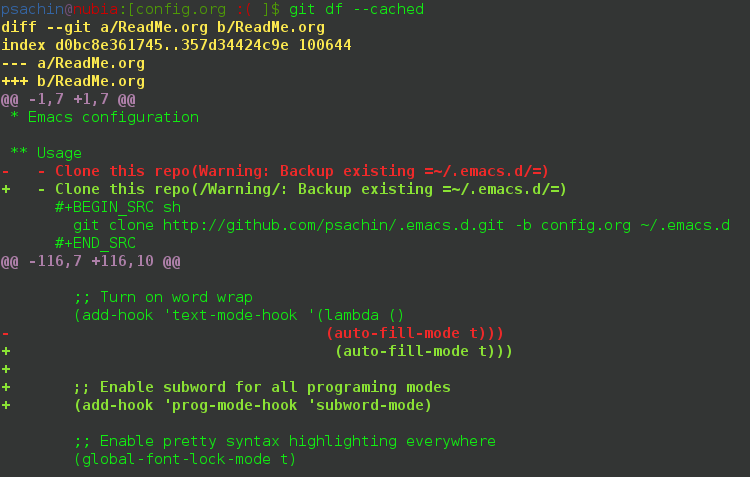 psachin@nubia:[config.org :( ]$ git df --cached
diff --git a/ReadMe.org b/ReadMe.org
index d0bc8e361745..357d34424c9e 100644
--- a/ReadMe.org
+++ b/ReadMe.org
@@ -1,7 +1,7 @@
 * Emacs configuration

 ** Usage
-   - Clone this repo(Warning: Backup existing =~/.emacs.d/=)
+   - Clone this repo(/Warning/: Backup existing =~/.emacs.d/=)
      #+BEGIN_SRC sh
        git clone http://github.com/psachin/.emacs.d.git -b config.org ~/.emacs.d
      #+END_SRC
@@ -116,7 +116,10 @@

        ;; Turn on word wrap
        (add-hook 'text-mode-hook '(lambda ()
-                                   (auto-fill-mode t)))
+                                    (auto-fill-mode t)))
+
+       ;; Enable subword for all programing modes
+       (add-hook 'prog-mode-hook 'subword-mode)

        ;; Enable pretty syntax highlighting everywhere
        (global-font-lock-mode t)